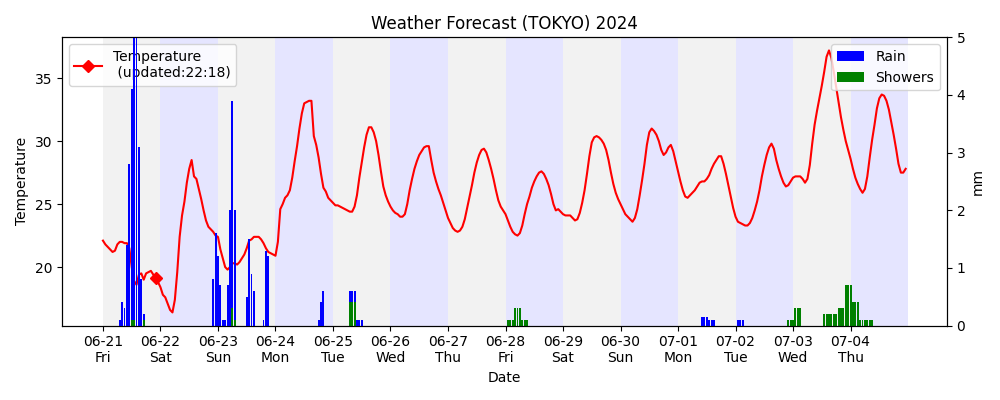 Weather Forecast (TOKYO) 2024
Temperature
(updated:22:18)
Rain
Showers
Temperature
35
30
25
20
5
4
3
2
1
0
mm
06-21 06-22 06-23 06-24 06-25 06-26 06-27 06-28 06-29 06-30 07-01 07-02 07-03 07-04
Fri Sat Sun Mon Tue Wed Thu Fri Sat Sun Mon Tue Wed Thu
Date